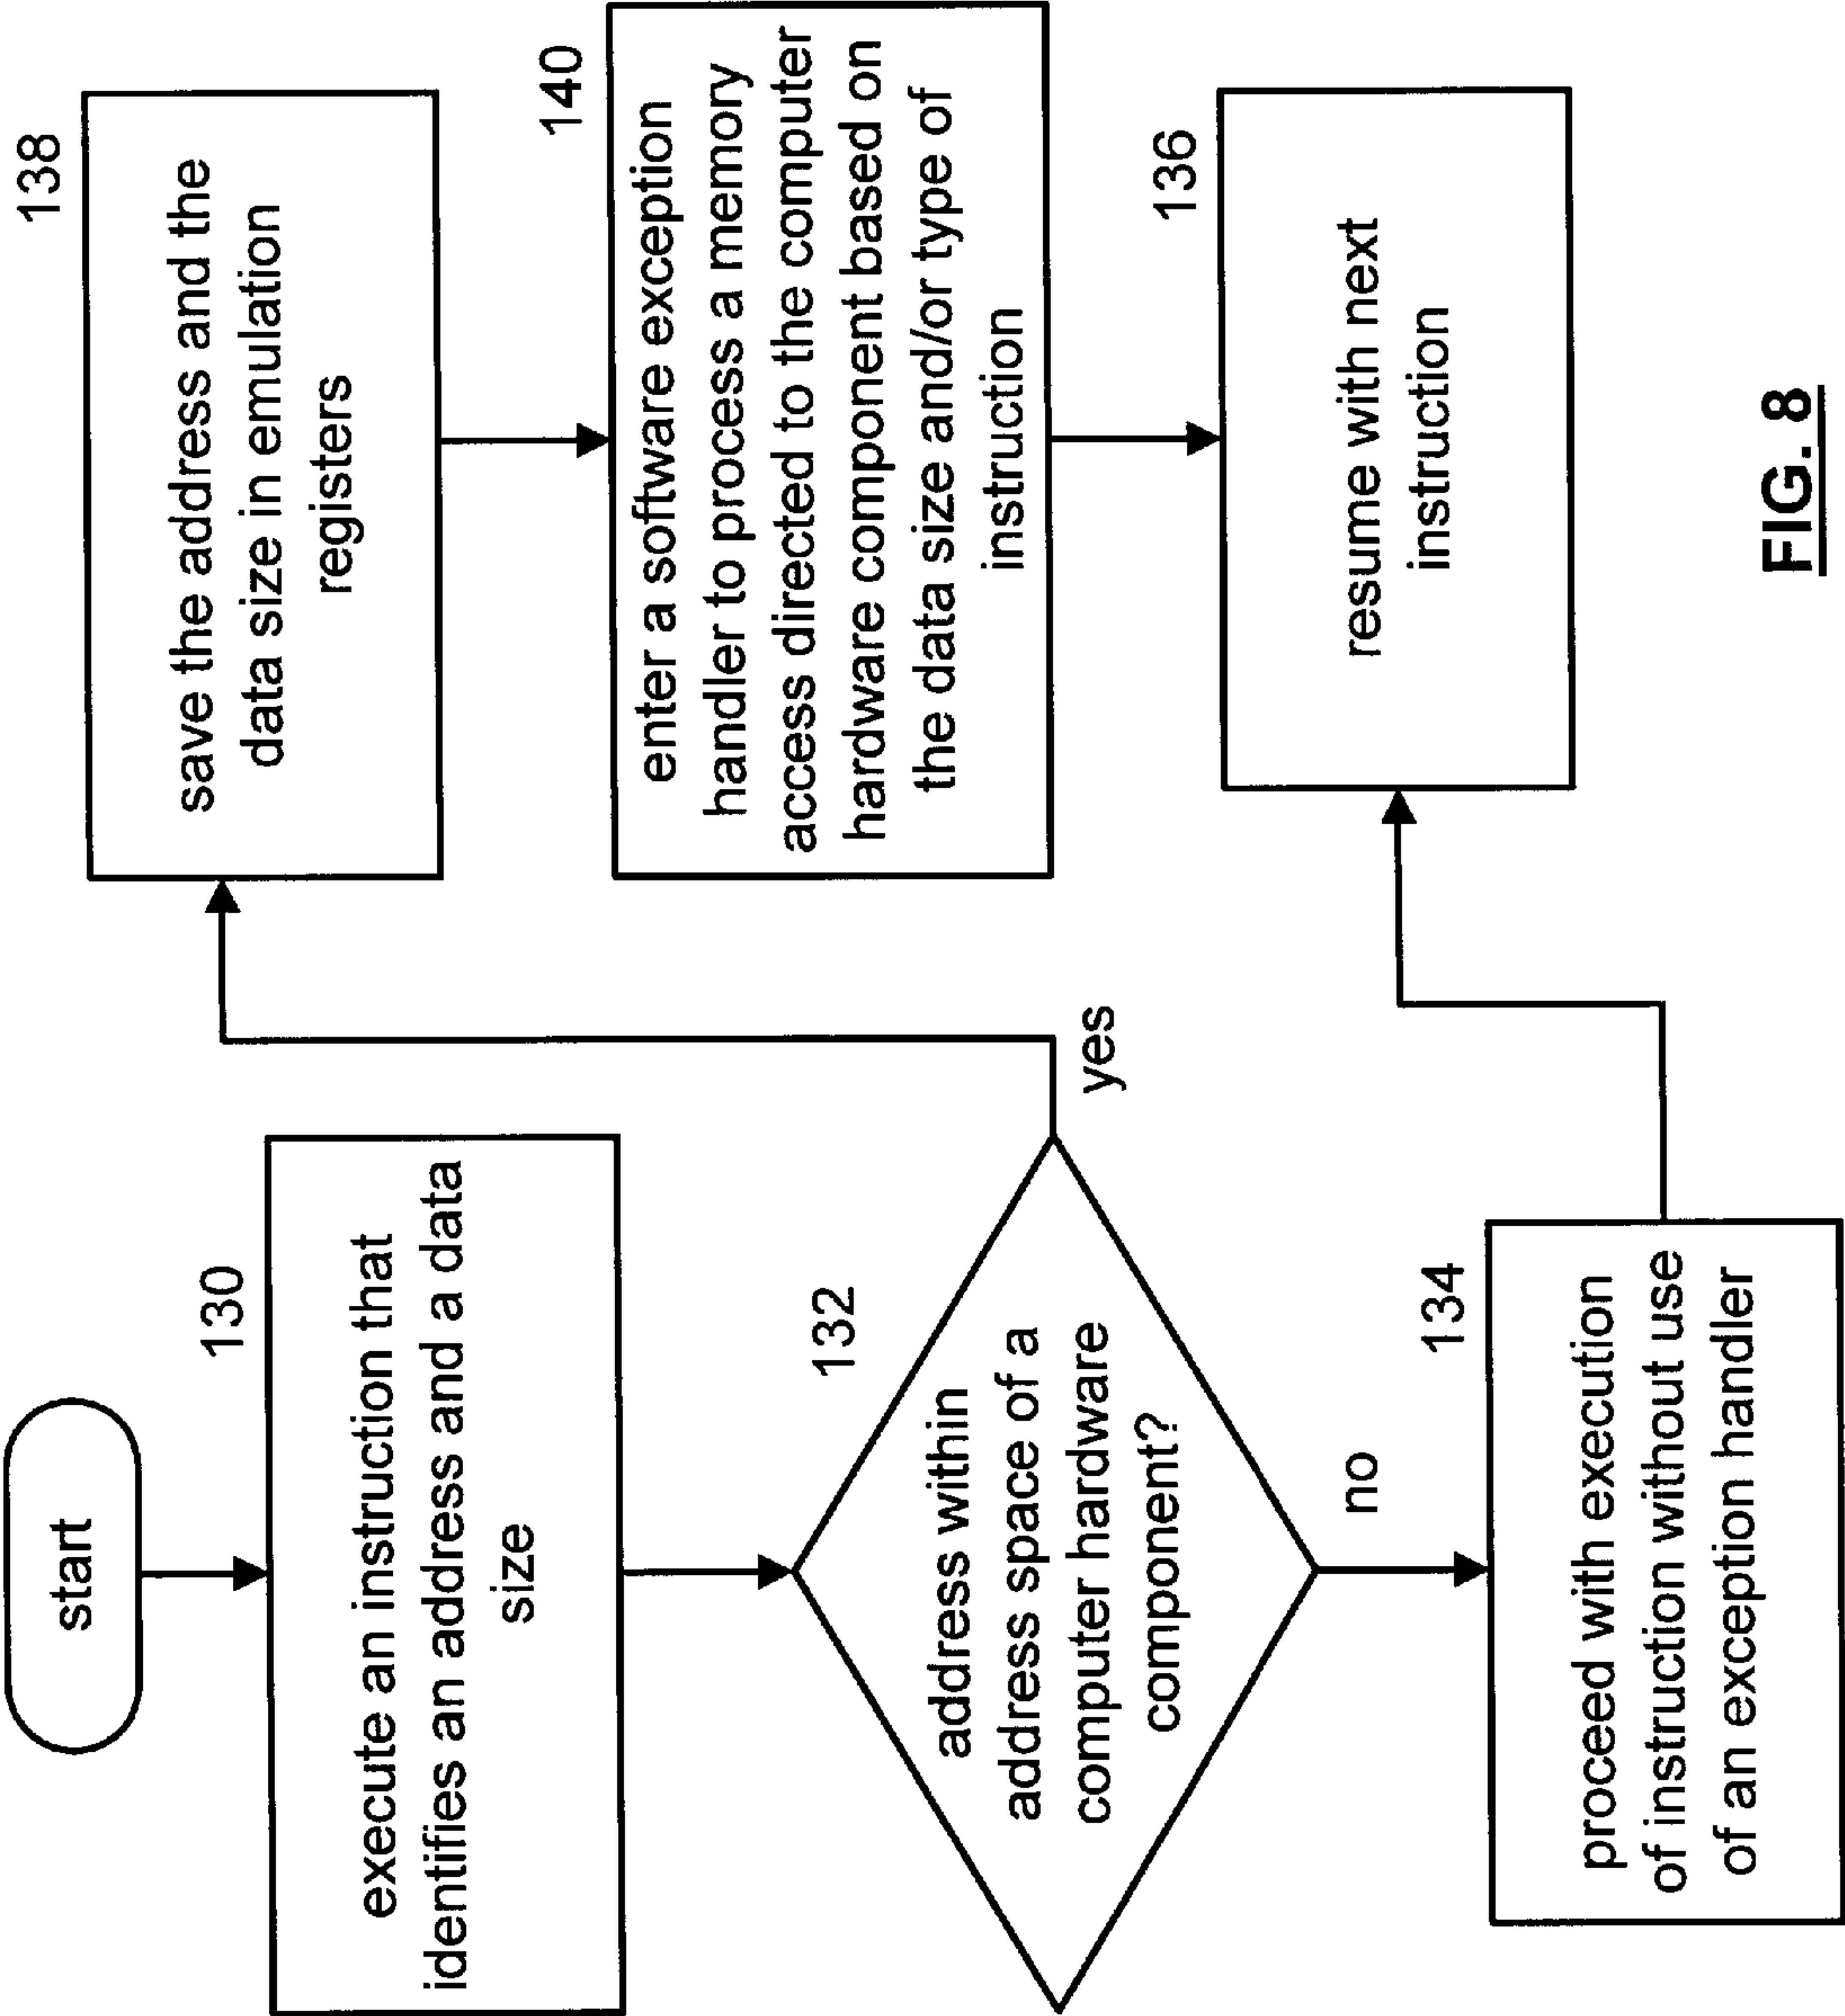 start
130
execute an instruction that
identifies an address and a data
size
132
address within
address space of a
computer hardware
component?
yes
no
134
proceed with execution
of instruction without use
of an exception handler
138
save the address and the
data size in emulation
registers
140
enter a software exception
handler to process a memory
access directed to the computer
hardware component based on
the data size and/or type of
instruction
136
resume with next
instruction
FIG. 8